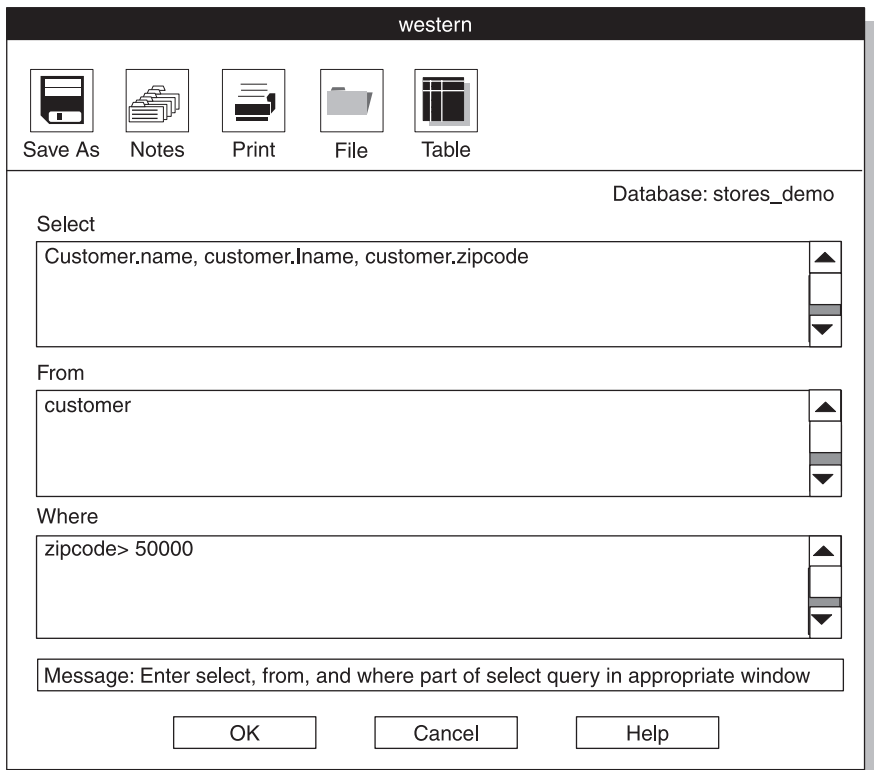 western
Save As
Notes
Print
File
Table
Database: stores_demo
Select
Customer.name, customer.lname, customer.zipcode
From
customer
Where
zipcode> 50000
Message: Enter select, from, and where part of select query in appropriate window
OK
Cancel
Help